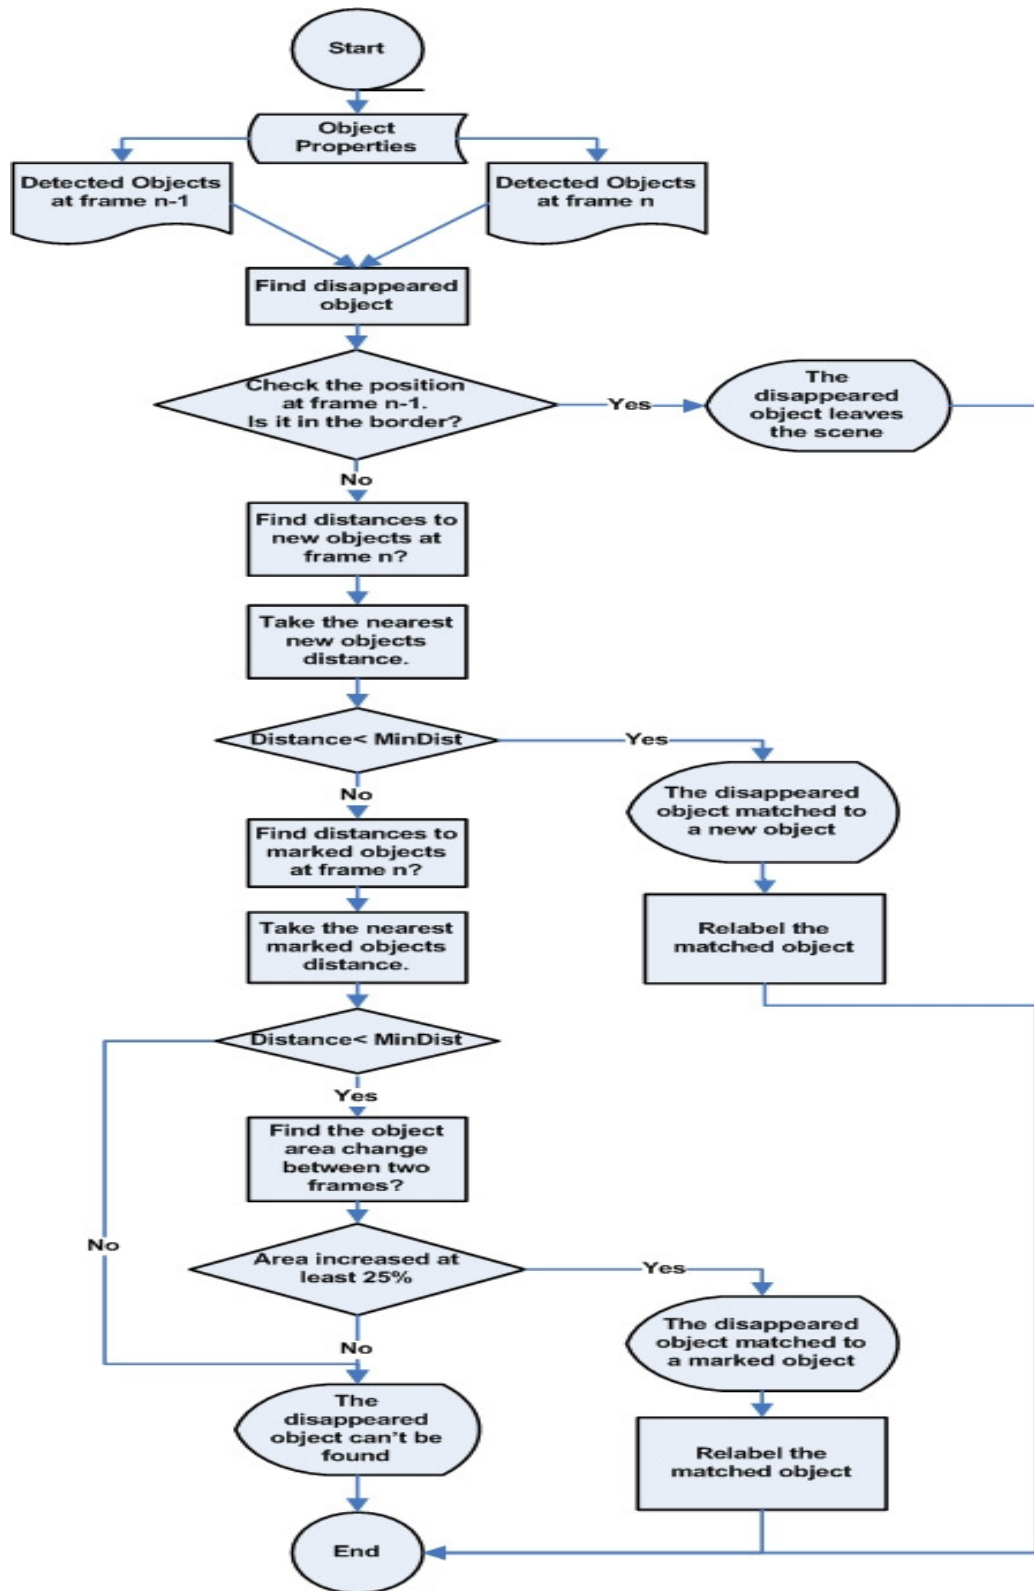 Start
Object
Properties
Detected Objects
at frame n-1
Detected Objects
at frame n
Find disappeared
object
Check the position
at frame n-1.
Is it in the border?
Yes
The
disappeared
object leaves
the scene
No
Find distances to
new objects at
frame n?
Take the nearest
new objects
distance.
Distance< MinDist
Yes
The disappeared
object matched to
a new object
Relabel the
matched object
No
Find distances to
marked objects
at frame n?
Take the nearest
marked objects
distance.
Distance< MinDist
Yes
Find the object
area change
between two
frames?
No
Area increased at
least 25%
Yes
The disappeared
object matched to
a marked object
Relabel the
matched object
No
The
disappeared
object can't be
found
End